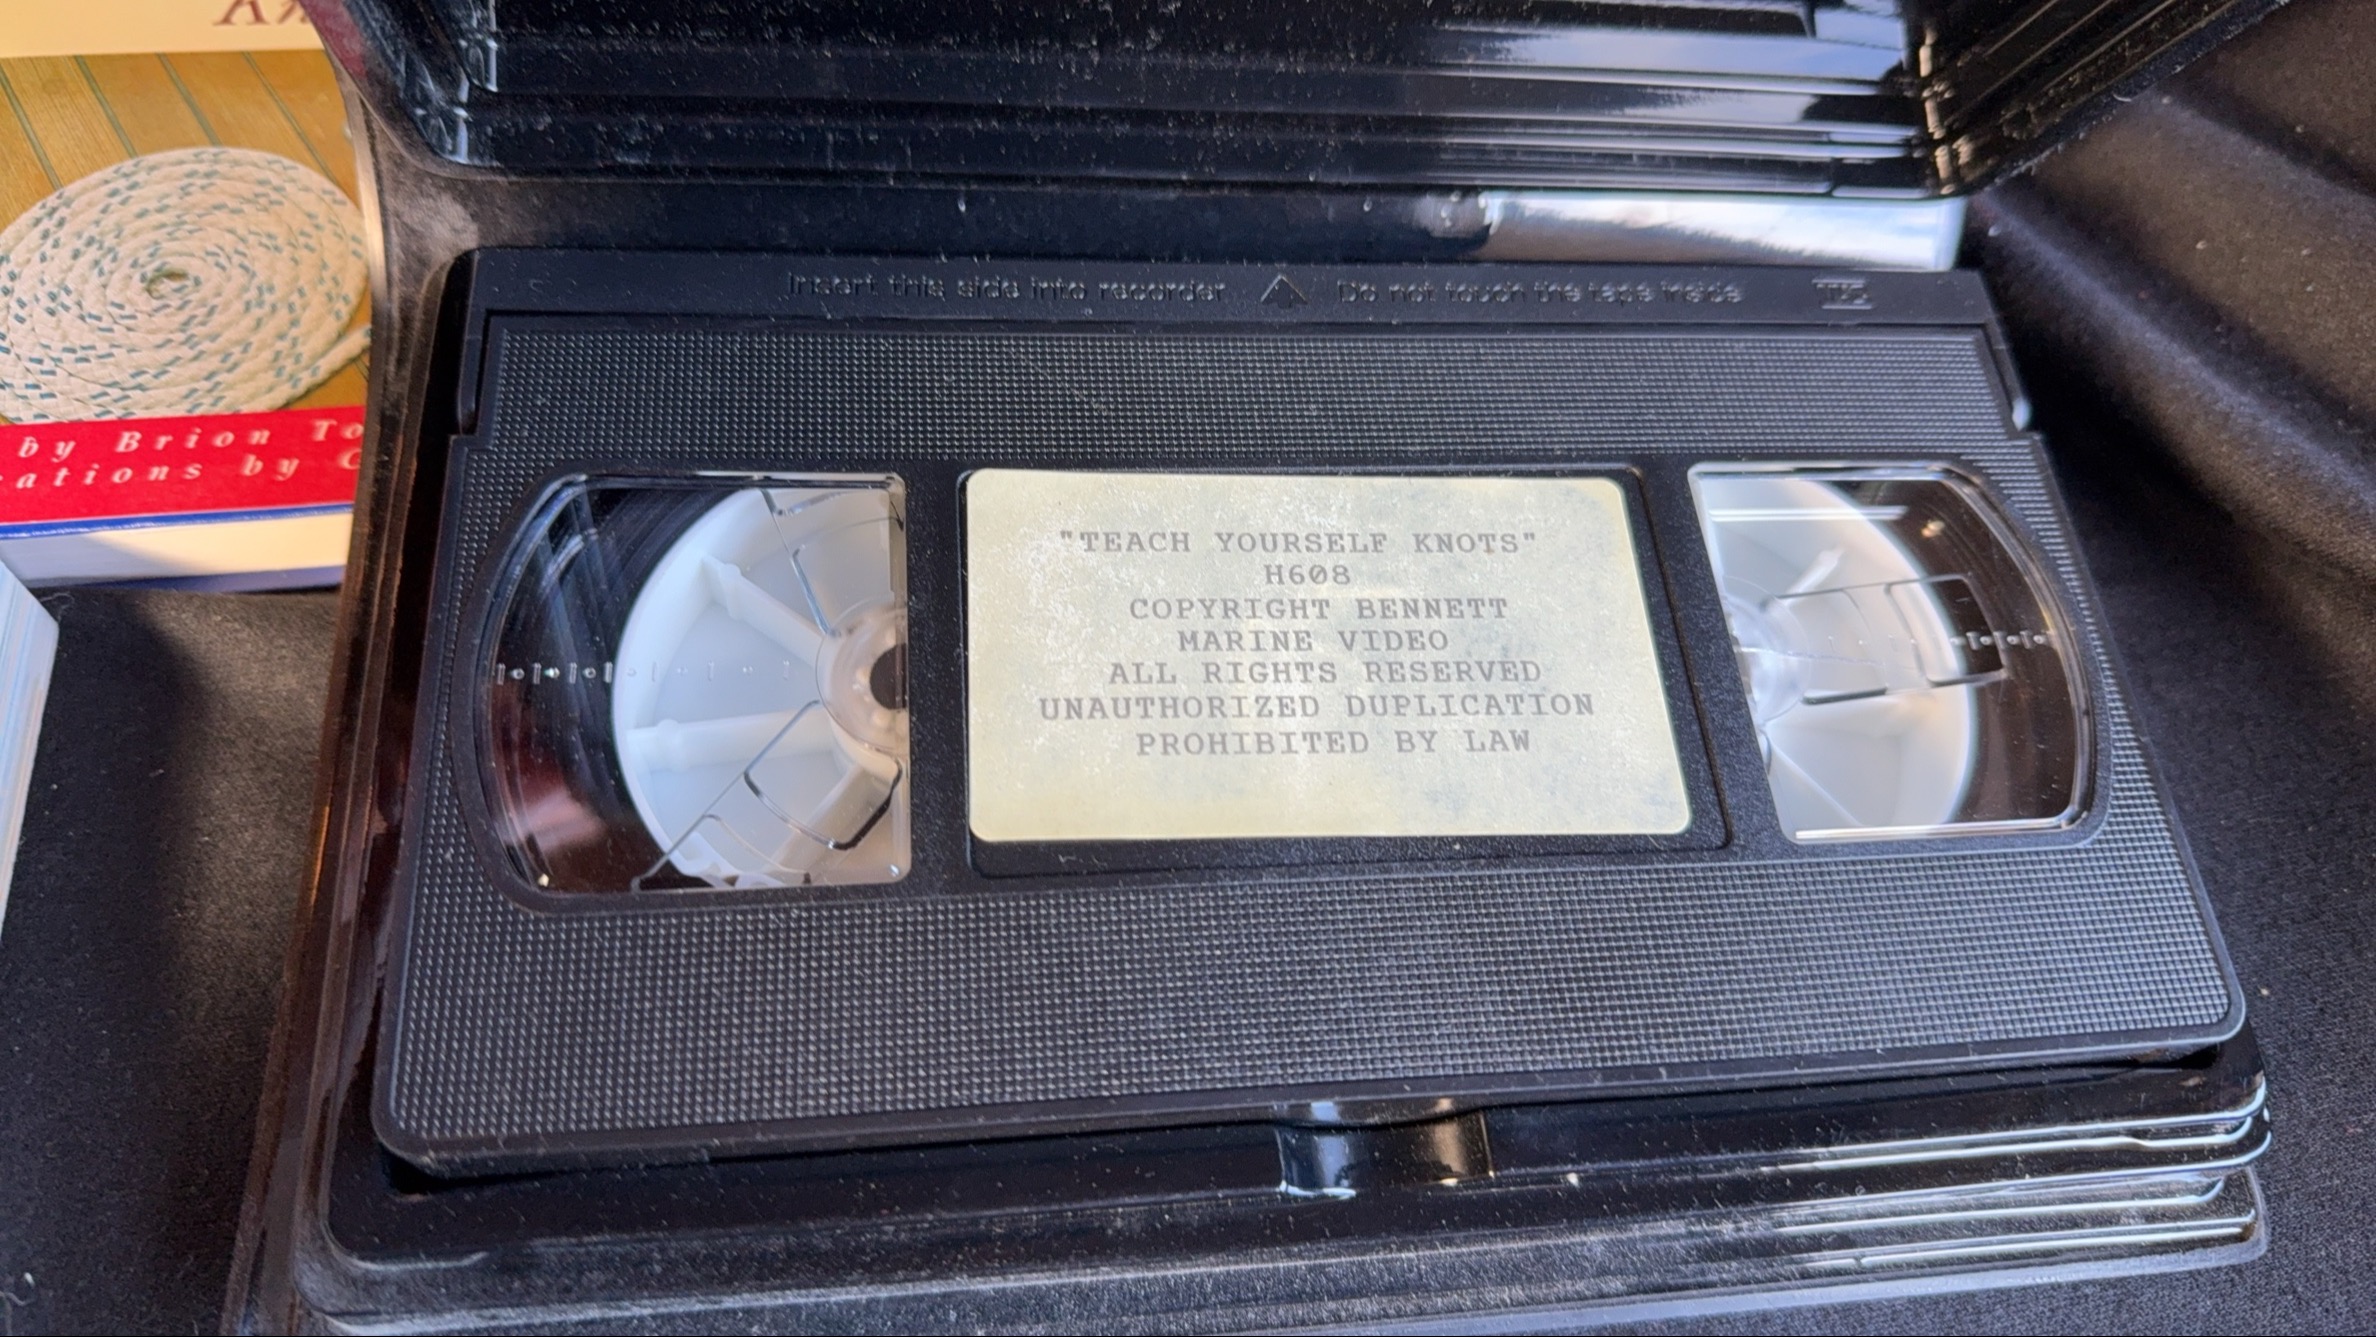 by Brion
by
Insert this side into recorder Do not touch the tape inside
"TEACH YOURSELF KNOTS"
H608
COPYRIGHT BENNETT
MARINE VIDEO
ALL RIGHTS RESERVED
UNAUTHORIZED DUPLICATION
PROHIBITED BY LAW